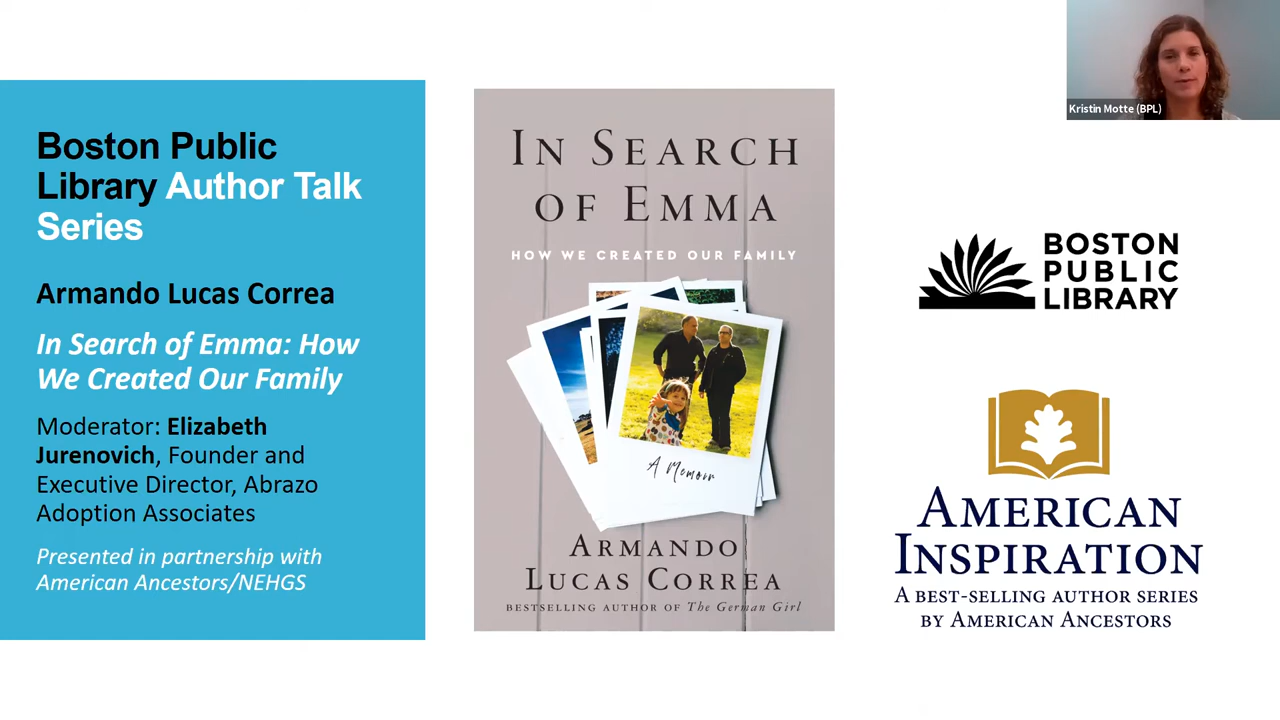 Boston Public
Library Author Talk
Series
Armando Lucas Correa
In Search of Emma: How
We Created Our Family
Moderator: Elizabeth
Jurenovich, Founder and
Executive Director, Abrazo
Adoption Associates
Presented in partnership with
American Ancestors/NEHGS
IN SEARCH
OF EMMA
HOW WE CREATED OUR FAMILY
A Memoir
ARMANDO
LUCAS CORREA
BESTSELLING AUTHOR OF The German Girl
Kristin Motte (BPL)
BOSTON
PUBLIC
LIBRARY
AMERICAN
INSPIRATION
A BEST-SELLING AUTHOR SERIES
BY AMERICAN ANCESTORS